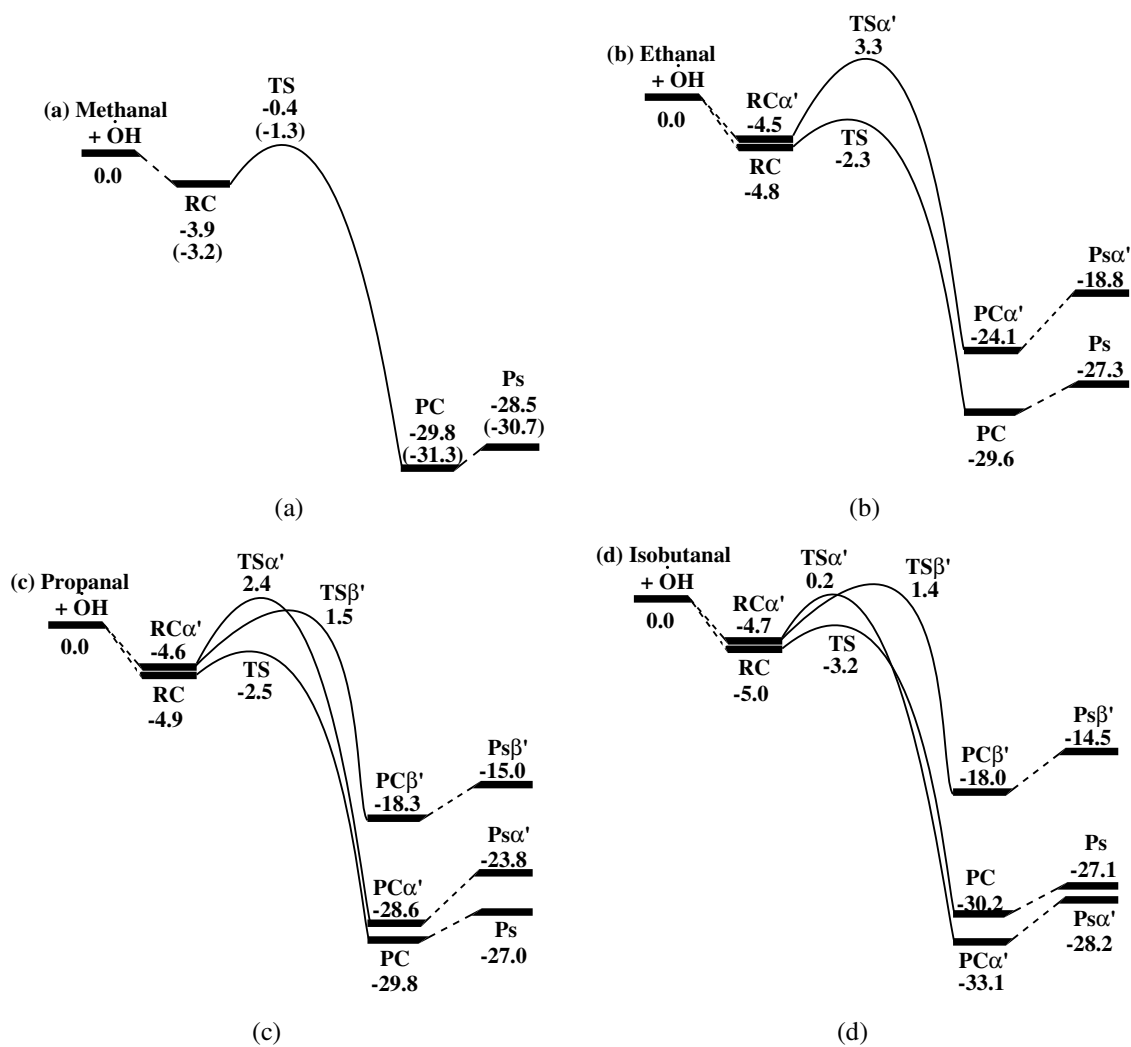 (a) Methanal
+ ȮH
0.0
RC
-3.9
(-3.2)
TS
-0.4
(-1.3)
PC
-29.8
(-31.3)
Ps
-28.5
(-30.7)
(a)
(b) Ethanal
+ ȮH
0.0
RCα'
-4.5
RC
-4.8
TSα'
3.3
TS
-2.3
PCα'
-24.1
PC
-29.6
Psα'
-18.8
Ps
-27.3
(b)
(c) Propanal
+ ȮH
0.0
RCα'
-4.6
RC
-4.9
TSα'
2.4
TSβ'
1.5
TS
-2.5
PCβ'
-18.3
PCα'
-28.6
PC
-29.8
Psβ'
-15.0
Psα'
-23.8
Ps
-27.0
(c)
(d) Isobutanal
+ ȮH
0.0
RCα'
-4.7
RC
-5.0
TSα'
0.2
TSβ'
1.4
TS
-3.2
PCβ'
-18.0
PC
-30.2
PCα'
-33.1
Psβ'
-14.5
Ps
-27.1
Psα'
-28.2
(d)